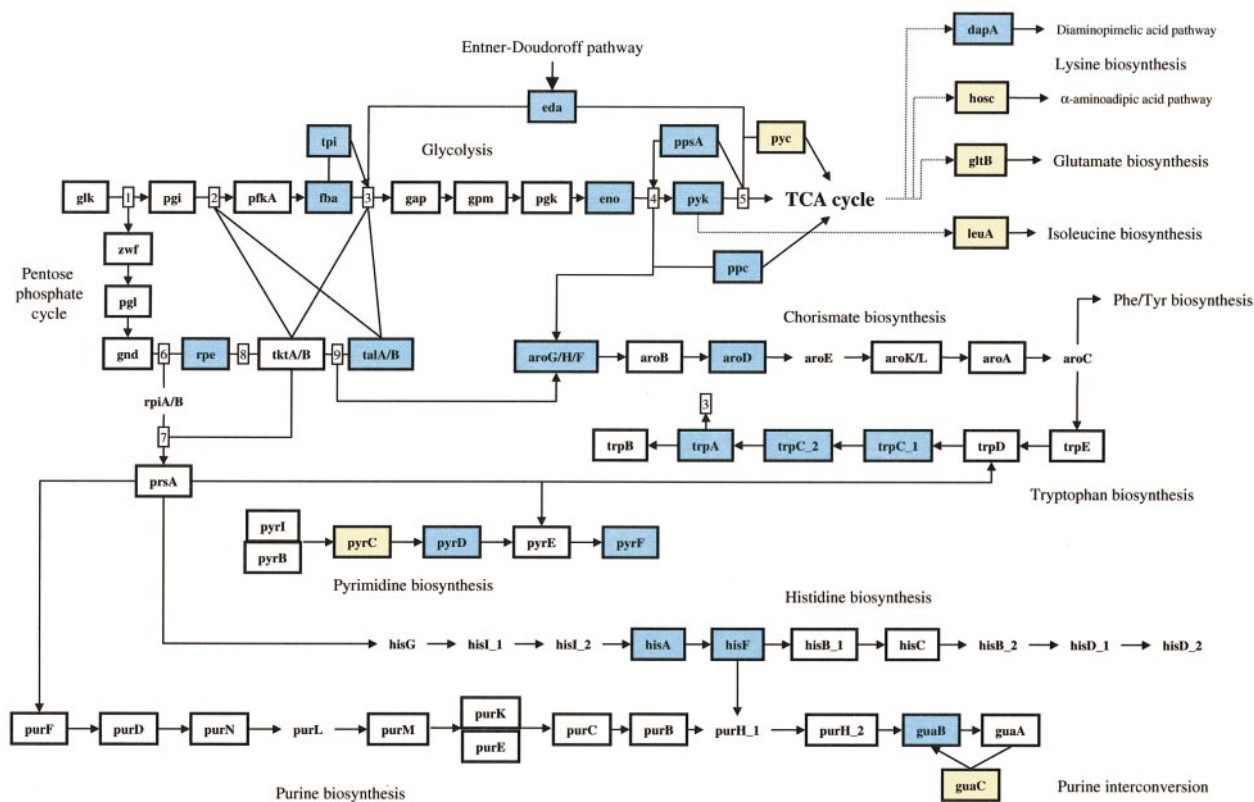 Entner-Doudoroff pathway
dapA
Diaminopimelic acid pathway
Lysine biosynthesis
eda
hosc
α-aminoadipic acid pathway
tpi
Glycolysis
ppsA
pyc
gltB
Glutamate biosynthesis
glk
1
pgi
2
pfkA
fba
3
gap
gpm
pgk
eno
4
pyk
5
TCA cycle
leuA
Isoleucine biosynthesis
zwf
ppc
Pentose
phosphate
cycle
pgl
Phe/Tyr biosynthesis
Chorismate biosynthesis
gnd
6
rpe
8
tktA/B
9
talA/B
aroG/H/F
aroB
aroD
aroE
aroK/L
aroA
aroC
rpiA/B
3
7
trpB
trpA
trpC_2
trpC_1
trpD
trpE
prsA
Tryptophan biosynthesis
pyrI
pyrB
pyrC
pyrD
pyrE
pyrF
Pyrimidine biosynthesis
Histidine biosynthesis
hisG
hisI_1
hisI_2
hisA
hisF
hisB_1
hisC
hisB_2
hisD_1
hisD_2
purF
purD
purN
purL
purM
purK
purE
purC
purB
purH_1
purH_2
guaB
guaA
guaC
Purine biosynthesis
Purine interconversion